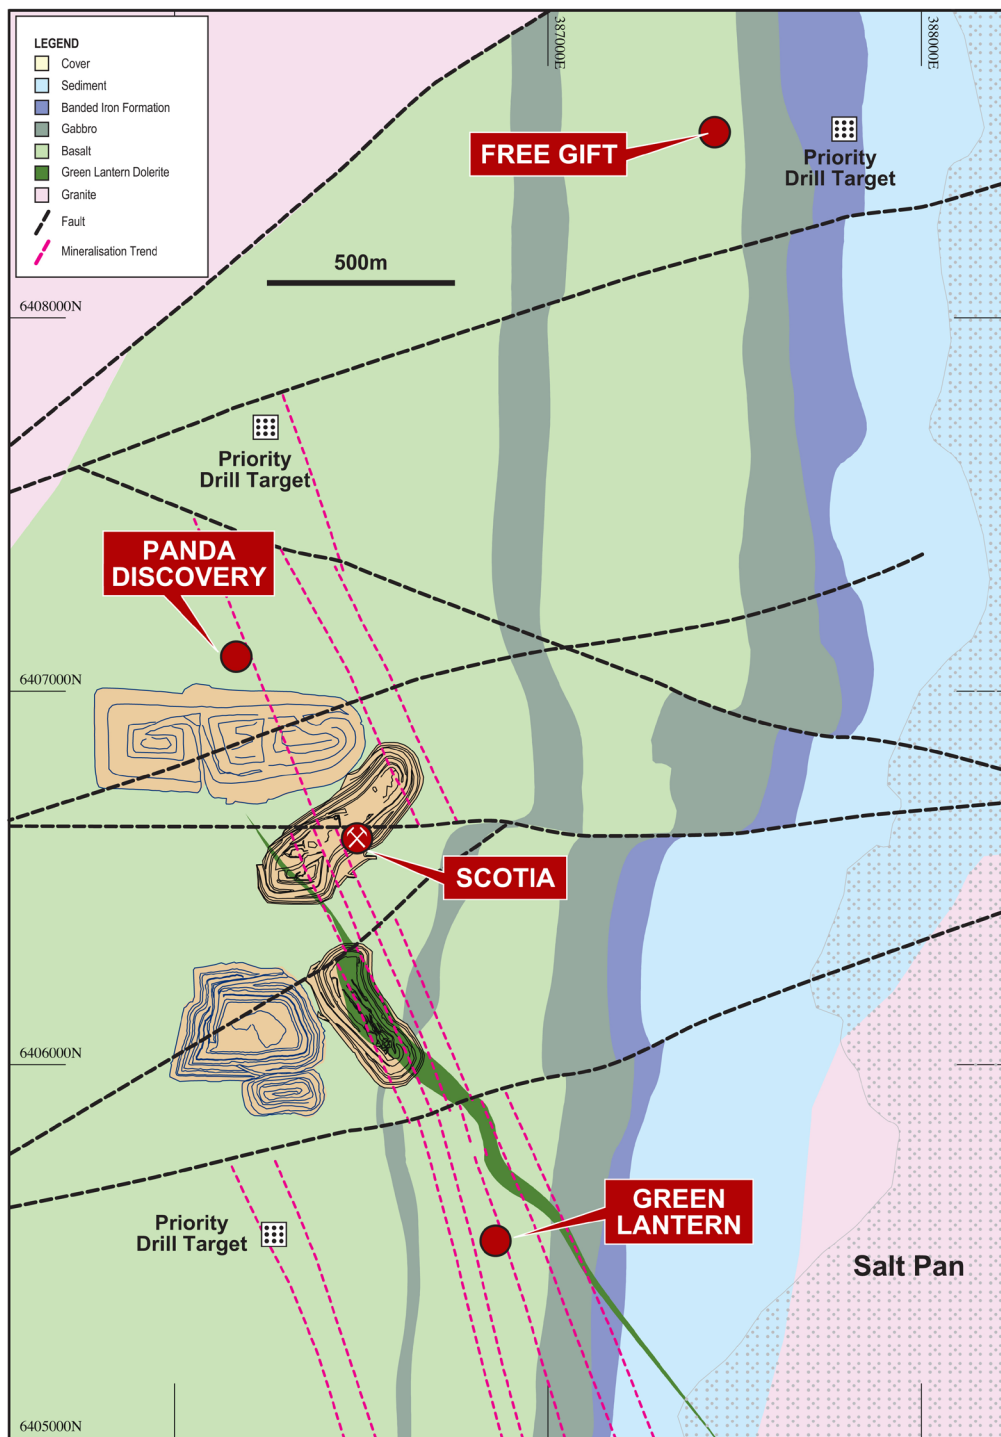 LEGEND
Cover
Sediment
Banded Iron Formation
Gabbro
Basalt
Green Lantern Dolerite
Granite
Fault
Mineralisation Trend
387000E
388000E
FREE GIFT
Priority
Drill Target
500m
6408000N
Priority
Drill Target
PANDA
DISCOVERY
6407000N
SCOTIA
6406000N
GREEN
LANTERN
Priority
Drill Target
Salt Pan
6405000N